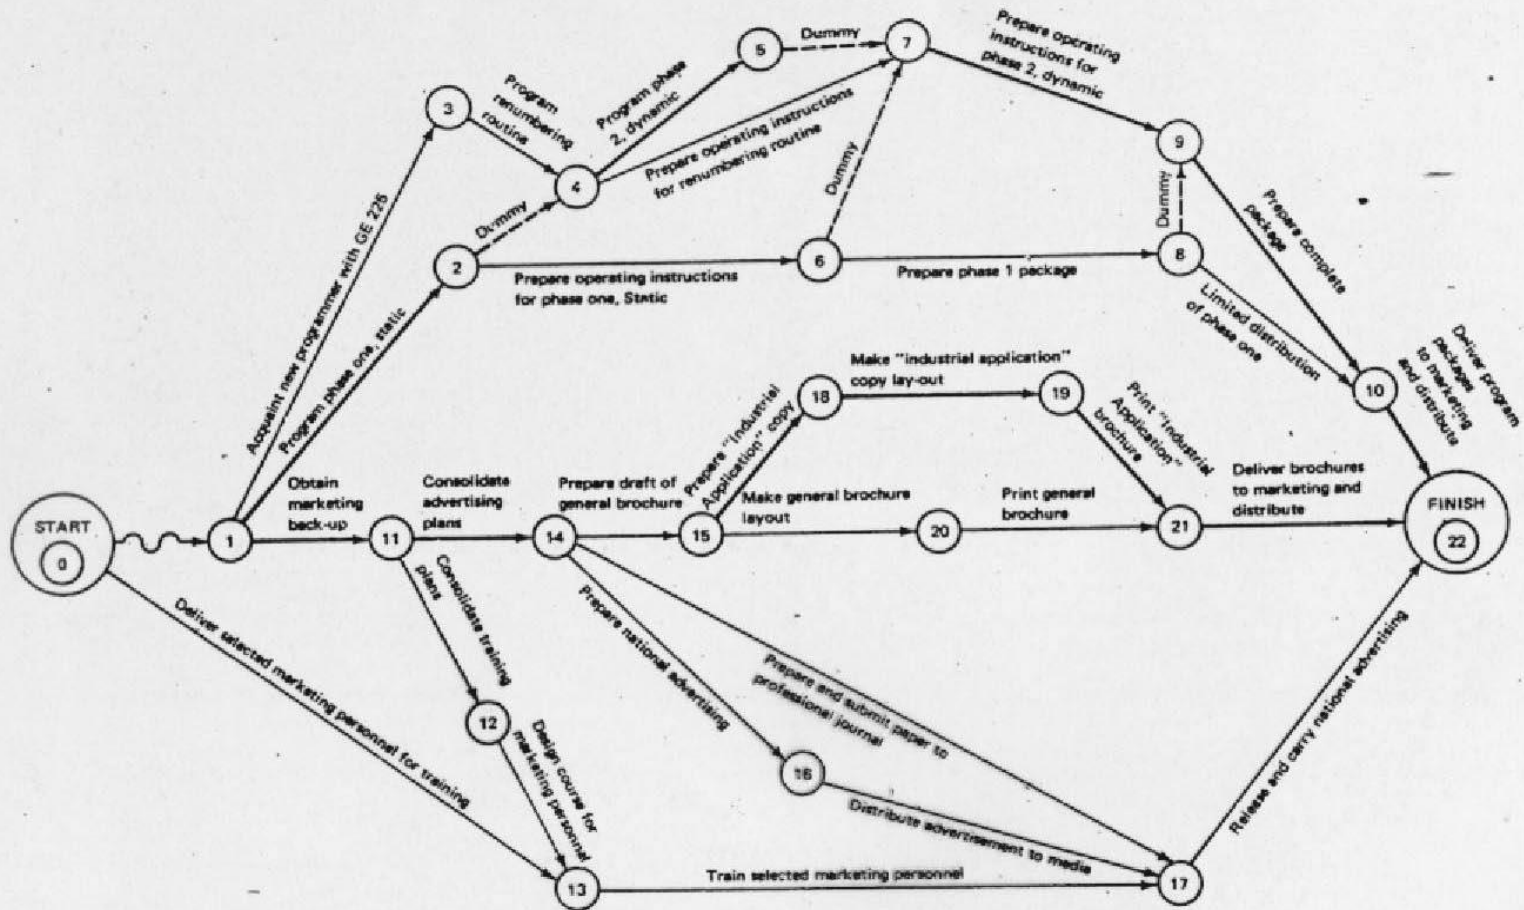 5
Dummy
7
Prepare operating
instructions for
phase 2, dynamic
3
Program
renumbering
routine
Program phase
2, dynamic
4
Prepare operating instructions
for renumbering routine
Dummy
9
Dummy
Dummy
2
Prepare operating instructions
for phase one, Static
6
Prepare phase 1 package
8
Prepare complete
package
Limited distribution
of phase one
10
Deliver program
packages
to marketing
and distribute
Acquaint new programmer with GE 225
Program phase one, static
18
Make "industrial application"
copy lay-out
19
Prepare "Industrial
Application" copy
Print "Industrial
Application"
brochure
START
0
1
Obtain
marketing
back-up
11
Consolidate
advertising
plans
14
Prepare draft of
general brochure
15
Make general brochure
layout
20
Print general
brochure
21
Deliver brochures
to marketing and
distribute
FINISH
22
Deliver selected marketing personnel for training
Consolidate training
plans
12
Design course for
marketing personnel
13
Prepare national advertising
Prepare and submit paper to
professional journal
16
Distribute advertisement to media
Train selected marketing personnel
17
Release and carry national advertising